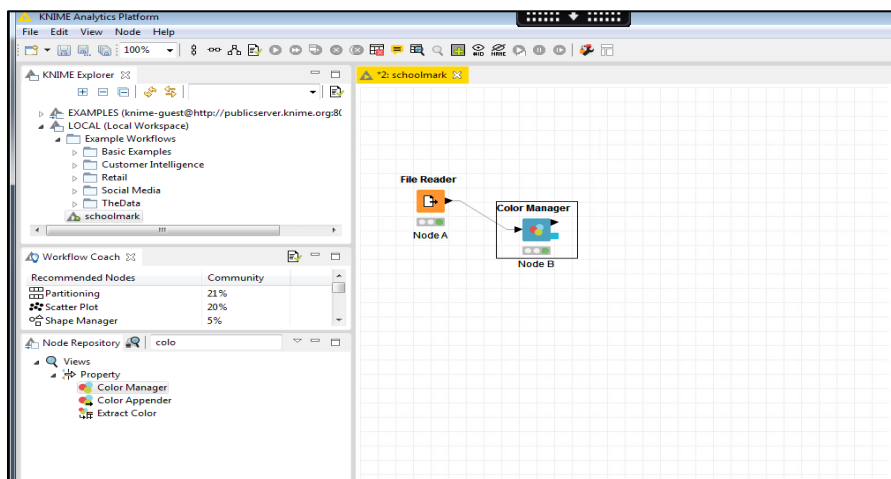 KNIME Analytics Platform
File Edit View Node Help
100%
KNIME Explorer
EXAMPLES (knime-guest@http://publicserver.knime.org:8(
LOCAL (Local Workspace)
Example Workflows
Basic Examples
Customer Intelligence
Retail
Social Media
TheData
schoolmark
Workflow Coach
Recommended Nodes Community
Partitioning 21%
Scatter Plot 20%
Shape Manager 5%
Node Repository colo
Views
Property
Color Manager
Color Appender
Extract Color
*2: schoolmark
File Reader
Node A
Color Manager
Node B